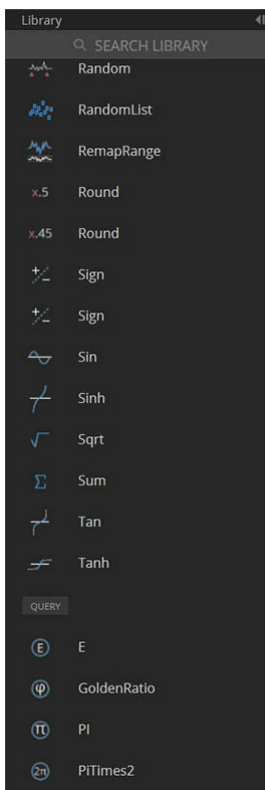 Library
SEARCH LIBRARY
Random
RandomList
RemapRange
x.5 Round
x.45 Round
Sign
Sign
Sin
Sinh
Sqrt
Σ Sum
Tan
Tanh
QUERY
E E
φ GoldenRatio
π PI
2π PiTimes2